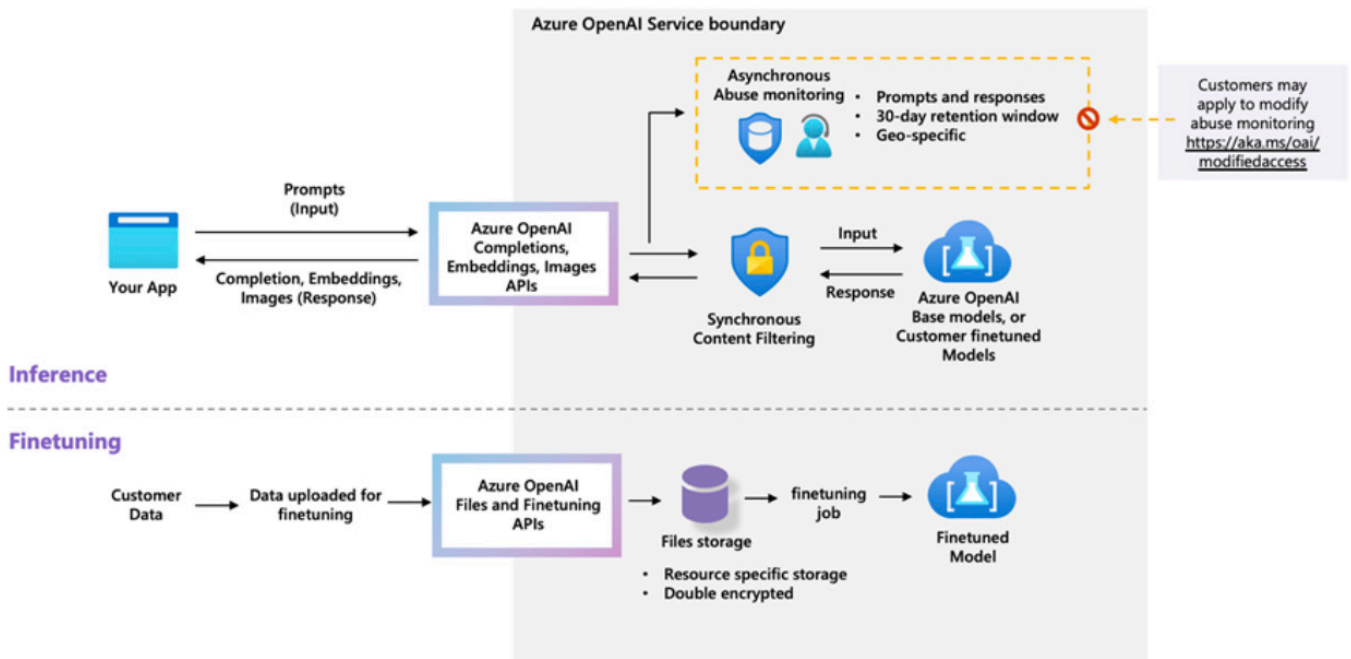 Azure OpenAI Service boundary
Asynchronous
Abuse monitoring
• Prompts and responses
• 30-day retention window
• Geo-specific
Customers may
apply to modify
abuse monitoring
https://aka.ms/oai/
modifiedaccess
Prompts
(Input)
Your App
Completion, Embeddings,
Images (Response)
Azure OpenAI
Completions,
Embeddings, Images
APIs
Synchronous
Content Filtering
Input
Response
Azure OpenAI
Base models, or
Customer finetuned
Models
Inference
Finetuning
Customer
Data
Data uploaded for
finetuning
Azure OpenAI
Files and Finetuning
APIs
Files storage
• Resource specific storage
• Double encrypted
finetuning
job
Finetuned
Model